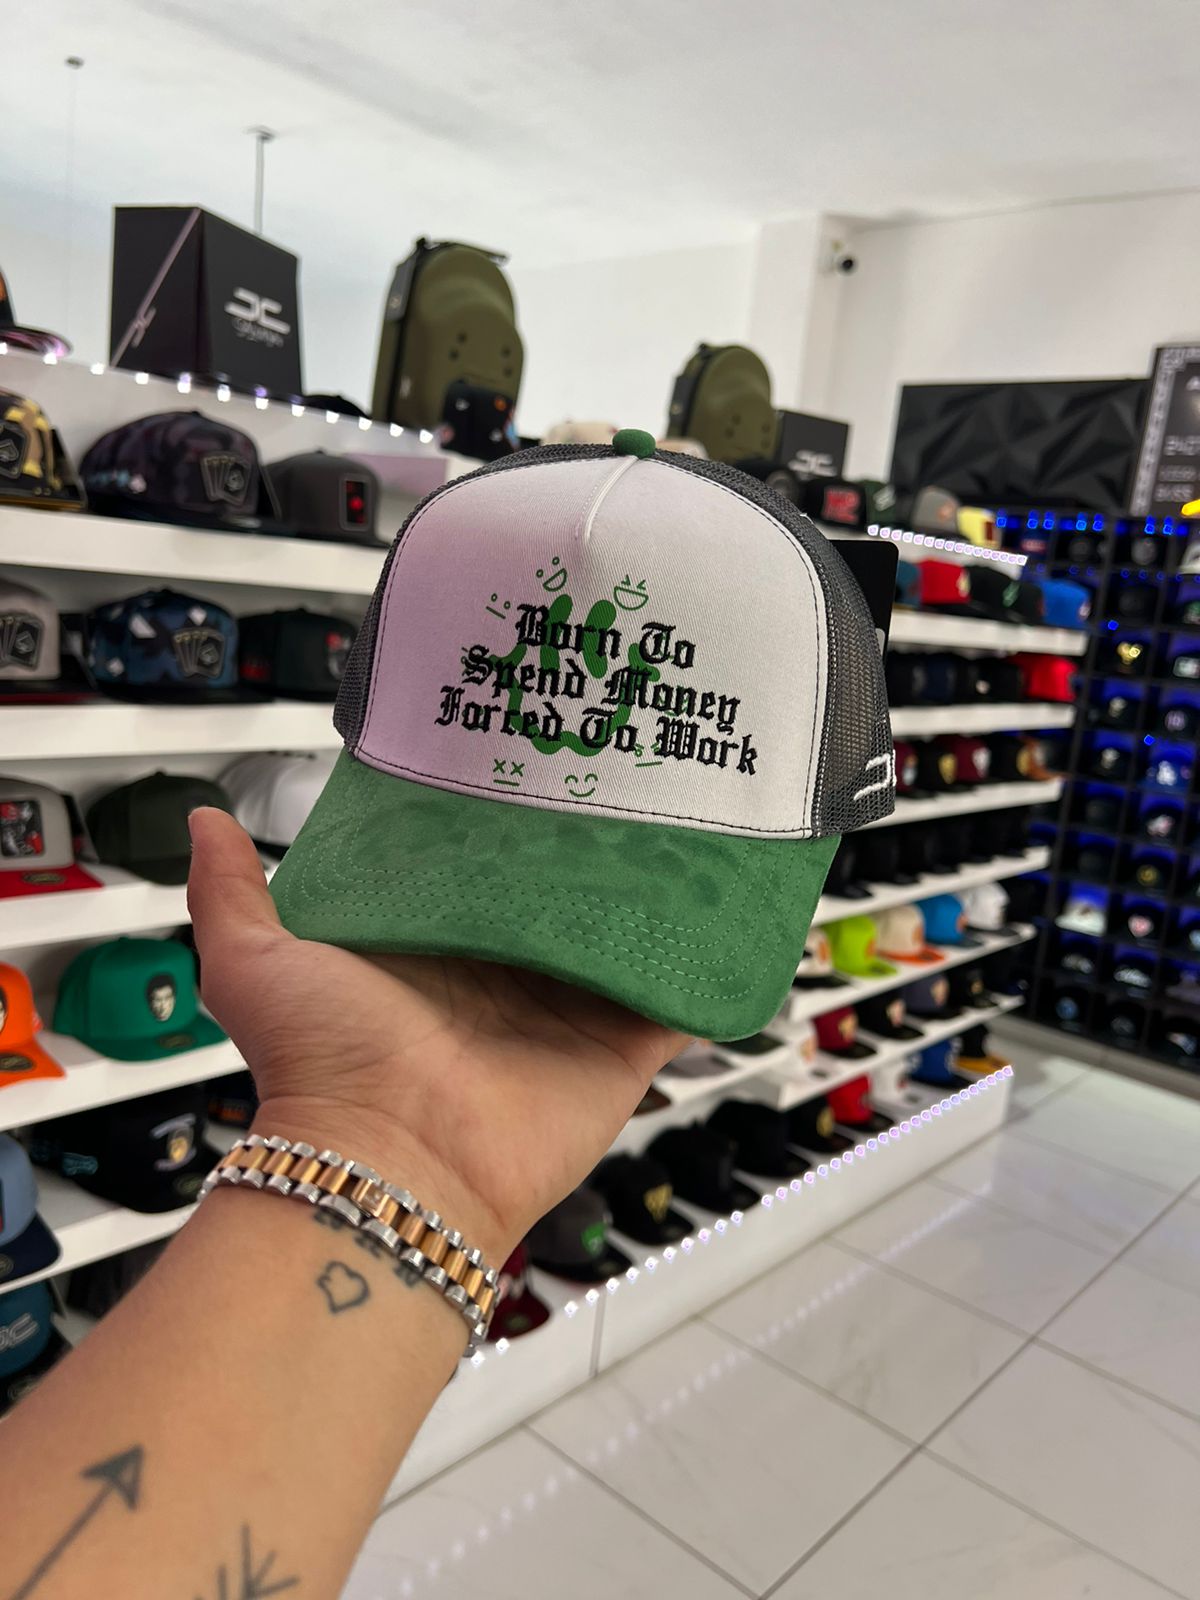 Born To
Spend Money
Forced To Work